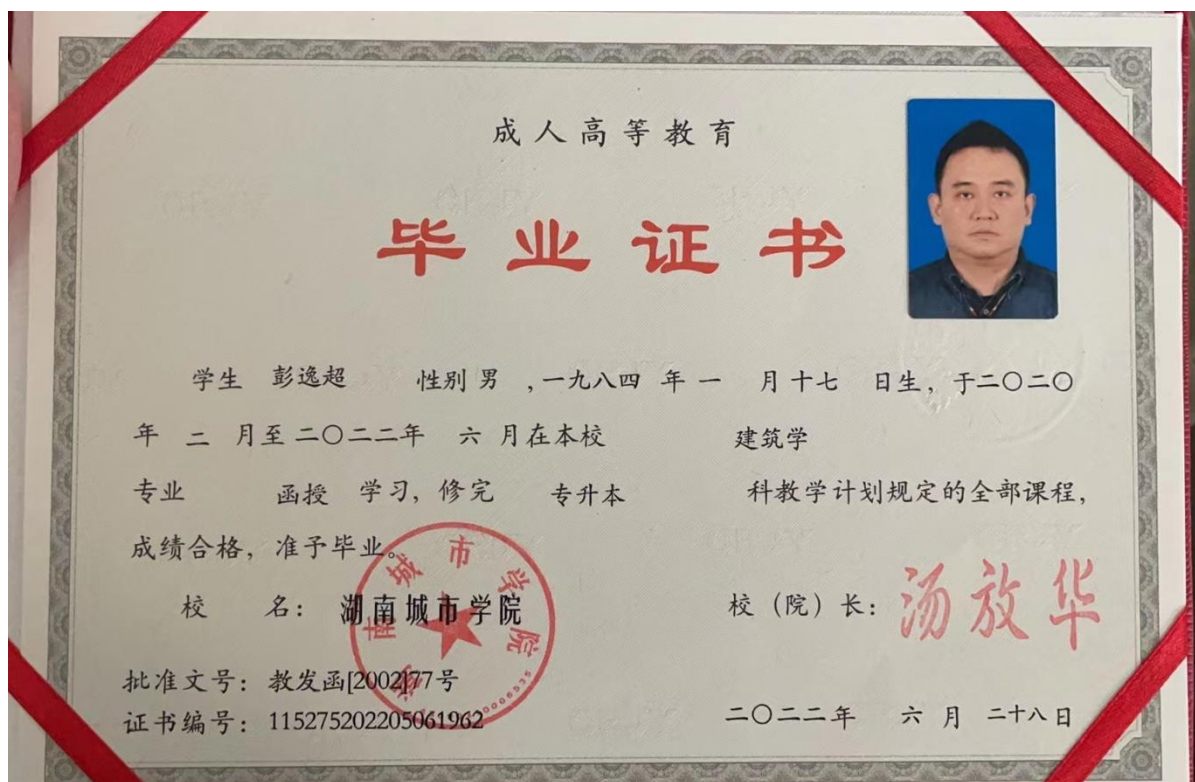 成人高等教育
毕业证书
学生 彭逸超 性别 男 ,一九八四 年 一 月 十七 日生，于二〇二〇
年 二 月至 二〇二二年 六 月在本校 建筑学
专业 函授 学习，修完 专升本 科教学计划规定的全部课程，
成绩合格，准予毕业。
校 名： 湖南城市学院
校（院）长： 汤放华
批准文号：教发函[2002]77号
证书编号：115275202205061962
二〇二二年 六 月 二十八日
湖南城市学院